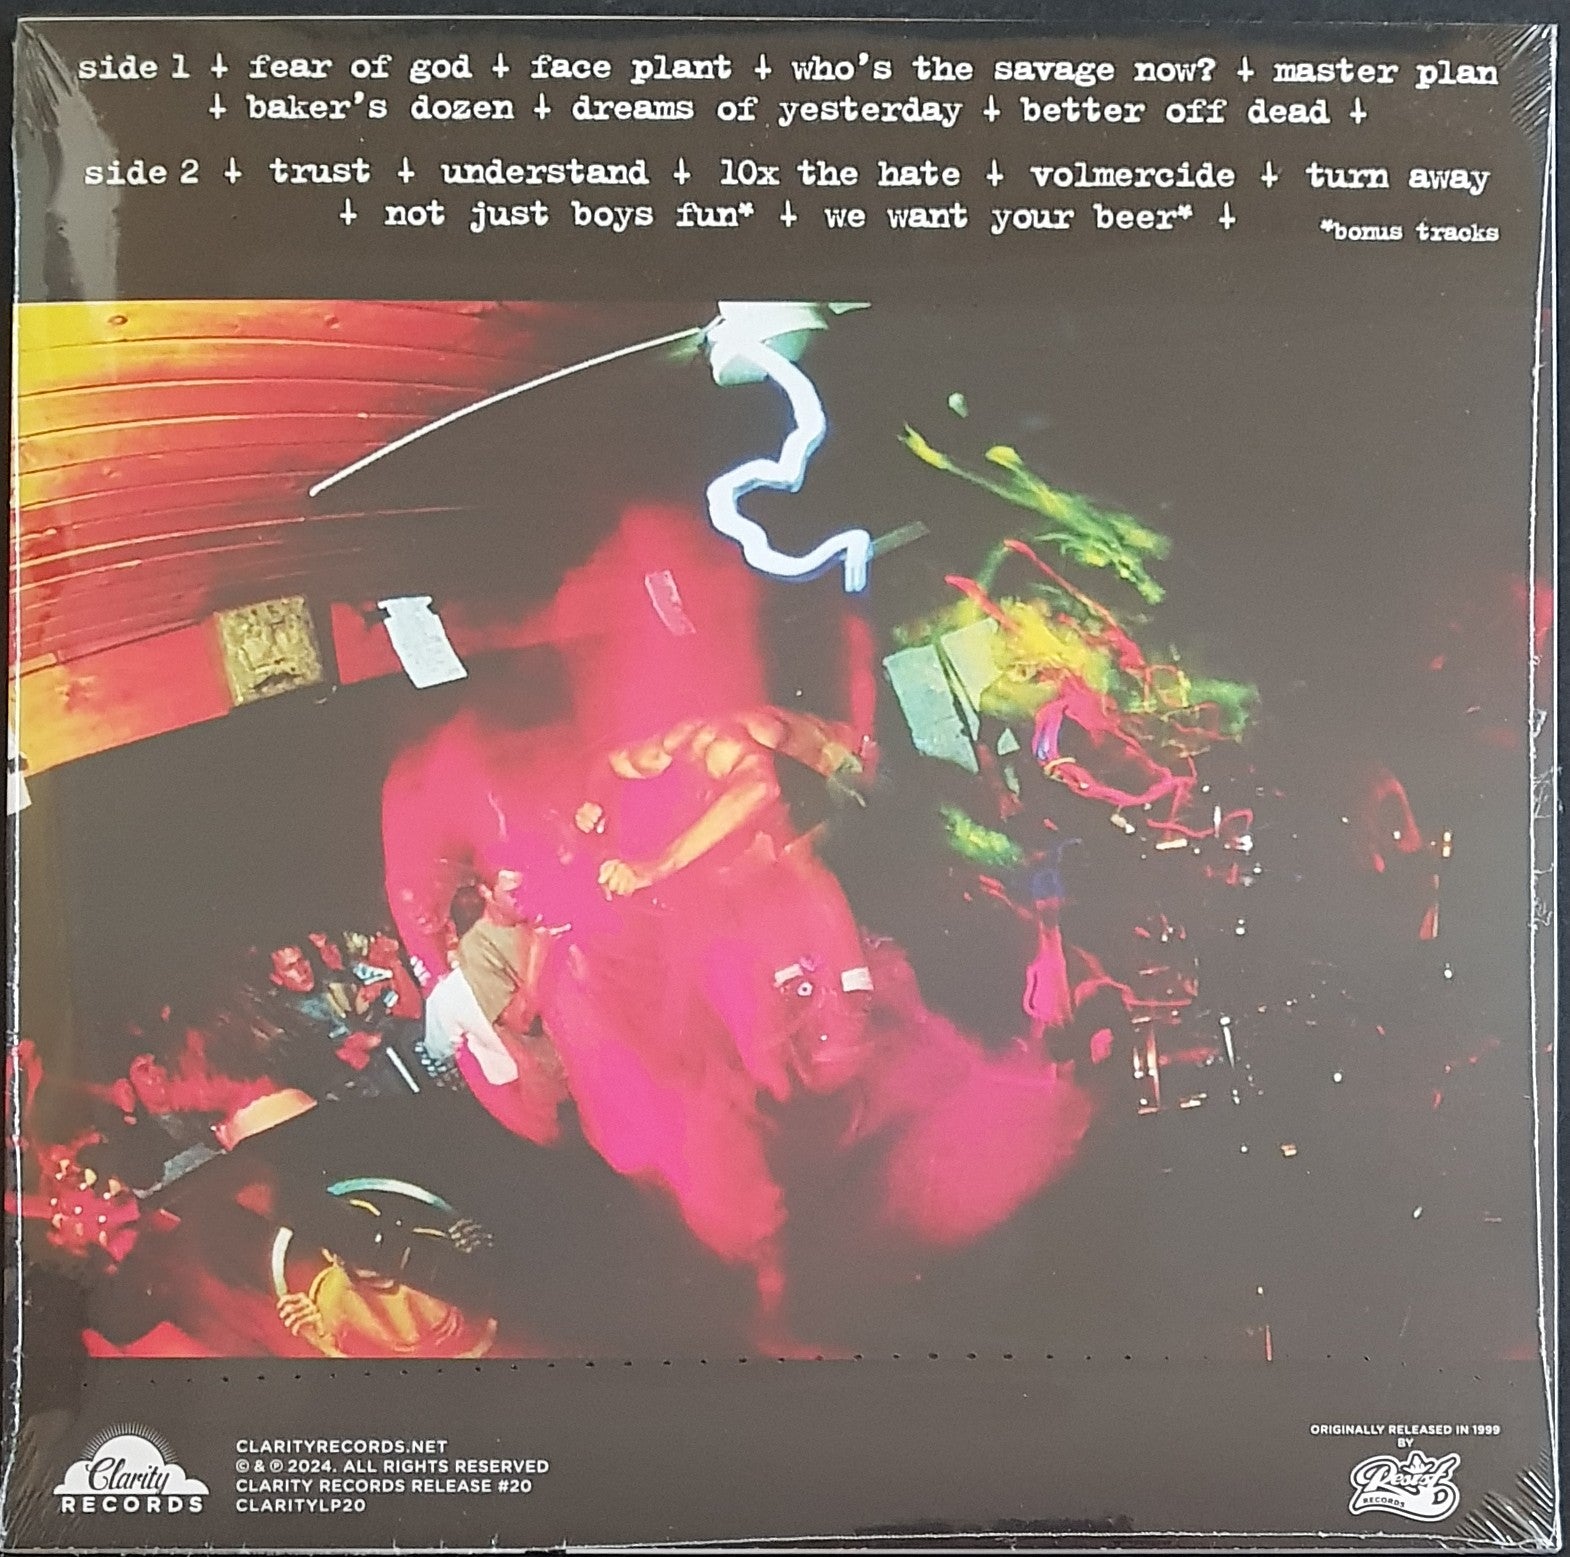 side 1 ⸸ fear of god ⸸ face plant ⸸ who's the savage now? ⸸ master plan
⸸ baker's dozen ⸸ dreams of yesterday ⸸ better off dead ⸸
side 2 ⸸ trust ⸸ understand ⸸ 10x the hate ⸸ volmercide ⸸ turn away
⸸ not just boys fun* ⸸ we want your beer* ⸸
*bonus tracks
Clarity
RECORDS
CLARITYRECORDS.NET
© & ℗ 2024. ALL RIGHTS RESERVED
CLARITY RECORDS RELEASE #20
CLARITYLP20
ORIGINALLY RELEASED IN 1999
BY
RECORDS